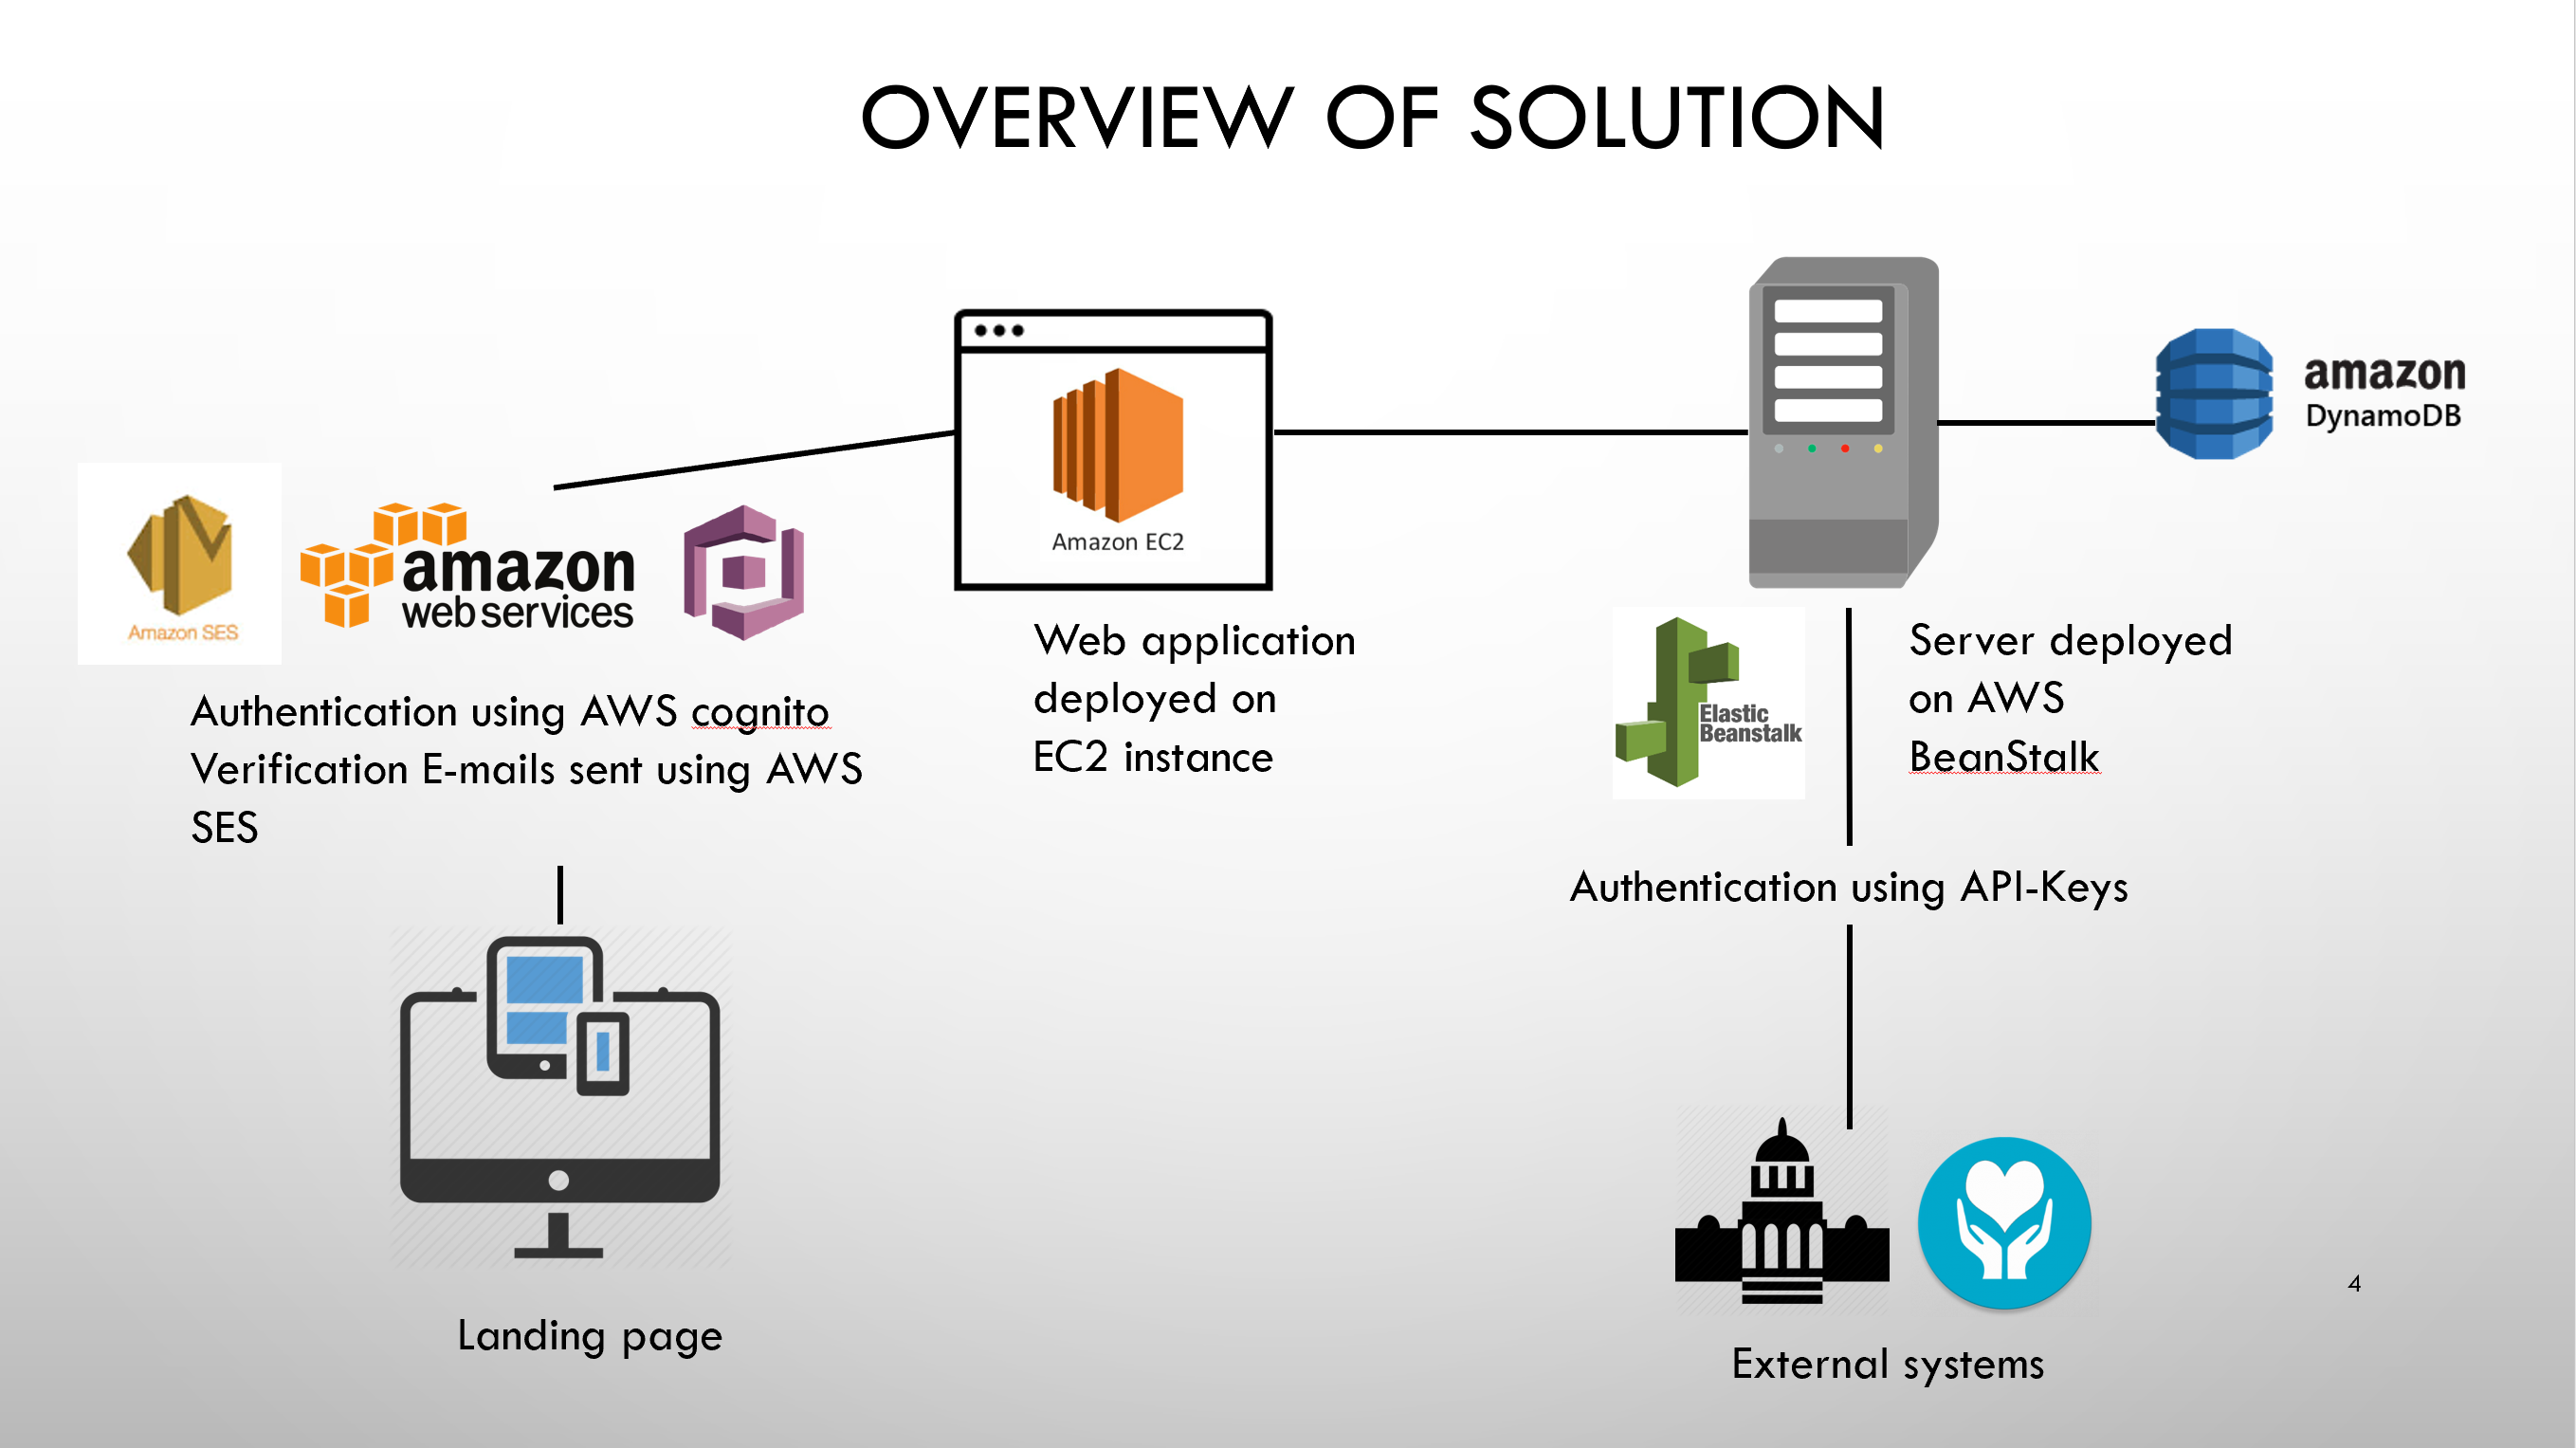 OVERVIEW OF SOLUTION
amazon
DynamoDB
Amazon EC2
Amazon SES
amazon
webservices
Web application
deployed on
EC2 instance
Elastic
Beanstalk
Server deployed
on AWS
BeanStalk
Authentication using AWS cognito
Verification E-mails sent using AWS
SES
Authentication using API-Keys
Landing page
External systems
4